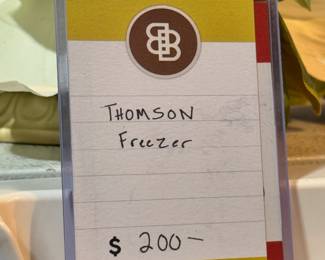 THOMSON
Freezer
$ 200-